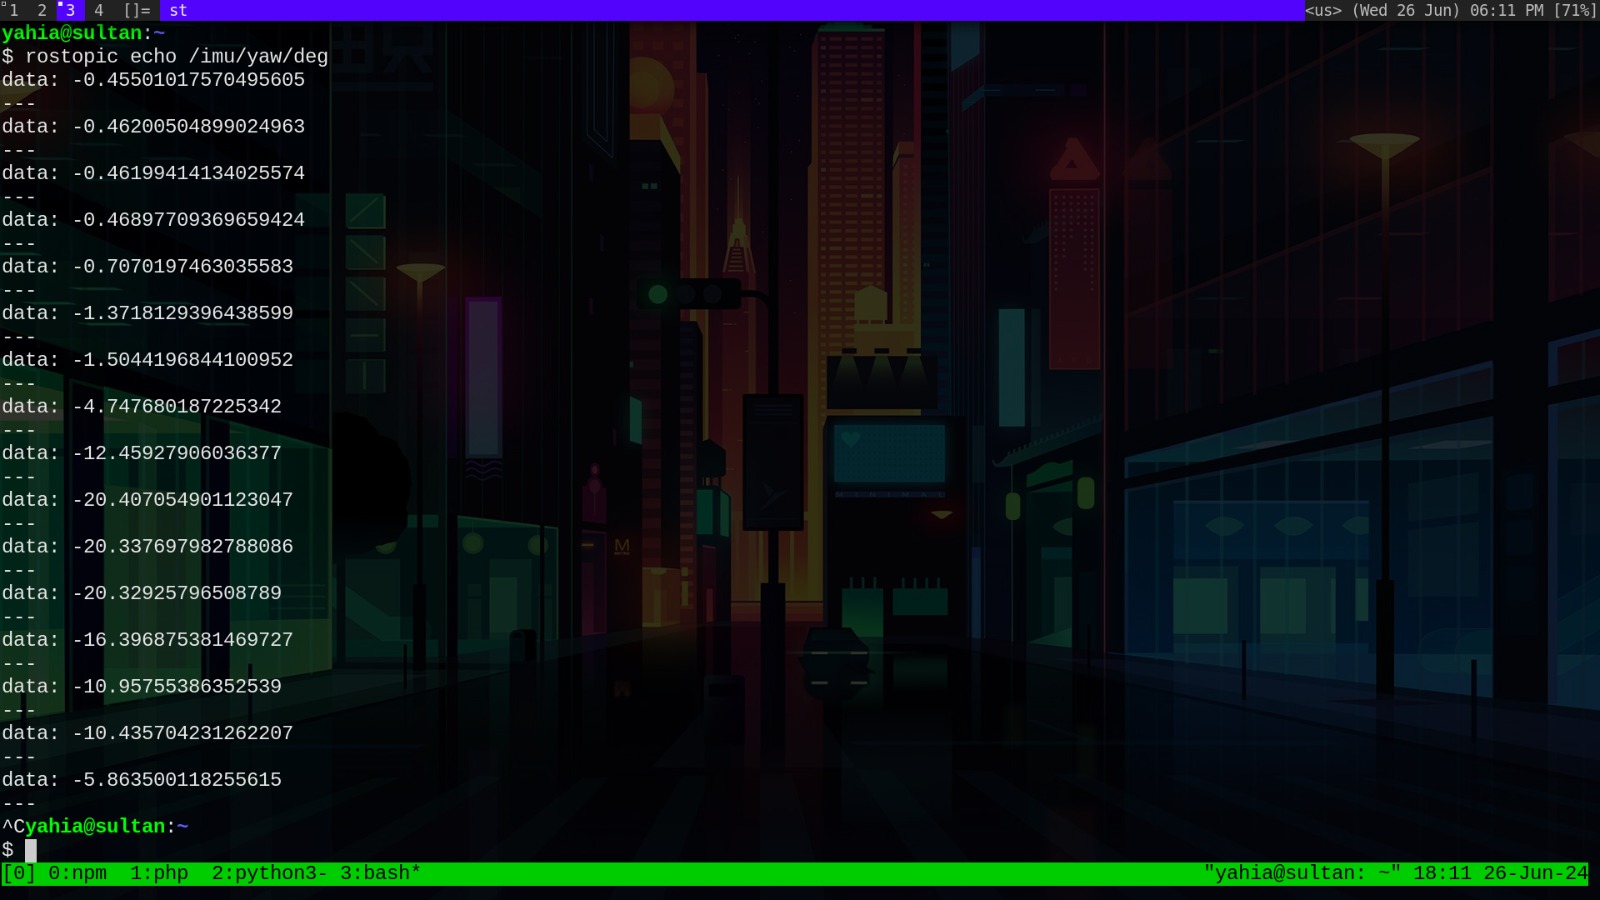 1 2 3 4 []= st <us> (Wed 26 Jun) 06:11 PM [71%]
yahia@sultan:~
$ rostopic echo /imu/yaw/deg
data: -0.45501017570495605
---
data: -0.46200504899024963
---
data: -0.46199414134025574
---
data: -0.46897709369659424
---
data: -0.7070197463035583
---
data: -1.3718129396438599
---
data: -1.5044196844100952
---
data: -4.747680187225342
---
data: -12.45927906036377
---
data: -20.407054901123047
---
data: -20.337697982788086
---
data: -20.32925796508789
---
data: -16.396875381469727
---
data: -10.95755386352539
---
data: -10.435704231262207
---
data: -5.863500118255615
---
^Cyahia@sultan:~
$
[0] 0:npm 1:php 2:python3- 3:bash* "yahia@sultan: ~" 18:11 26-Jun-24